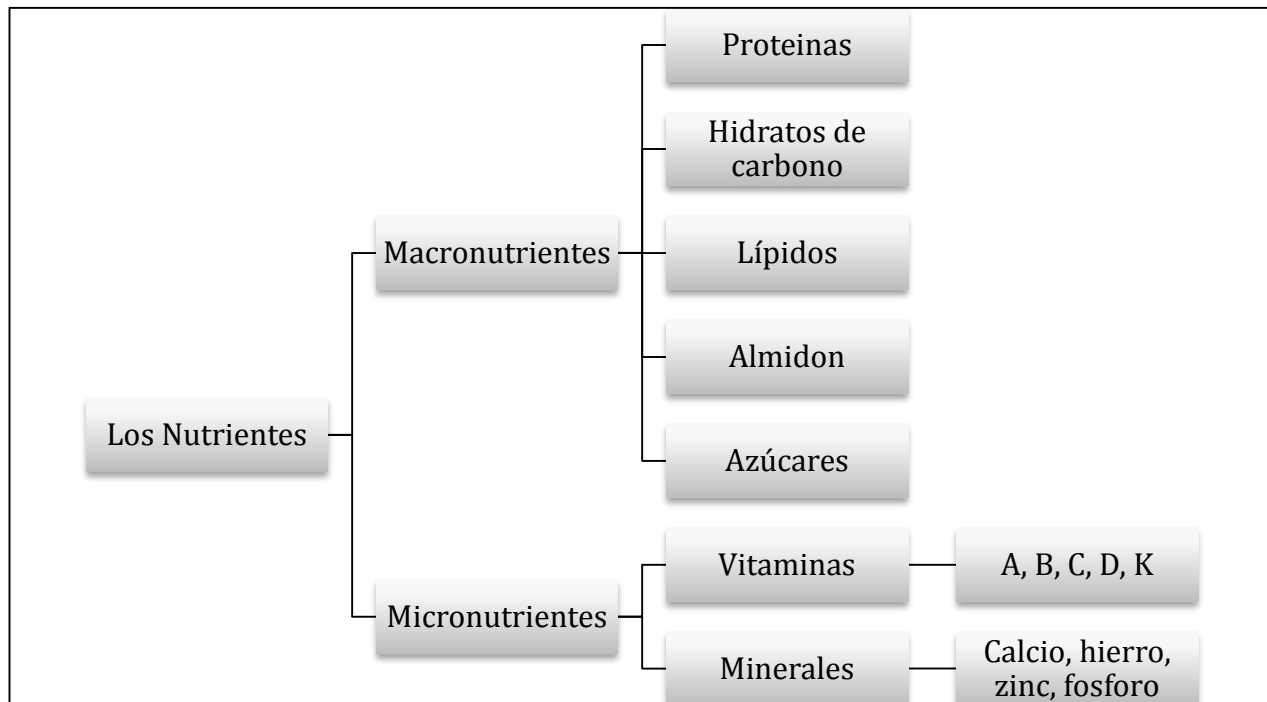 Proteinas
Hidratos de
carbono
Macronutrientes
Lípidos
Almidon
Los Nutrientes
Azúcares
Vitaminas
A, B, C, D, K
Micronutrientes
Minerales
Calcio, hierro,
zinc, fosforo